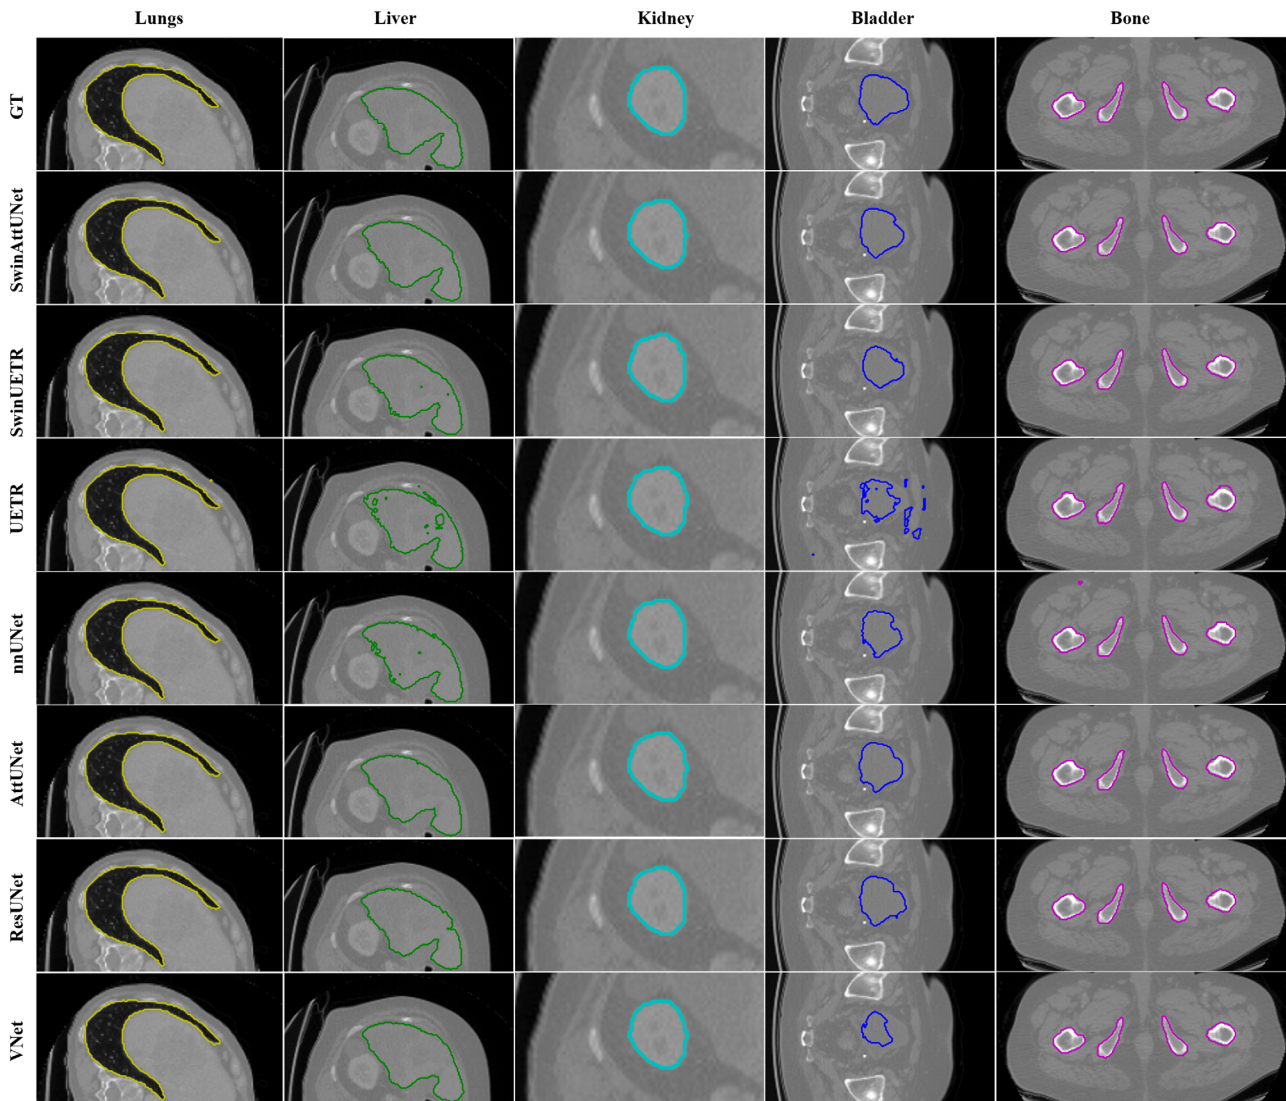 Lungs
Liver
Kidney
Bladder
Bone
GT
SwinAttUNet
SwinUETR
UETR
nnUNet
AttUNet
ResUNet
VNet